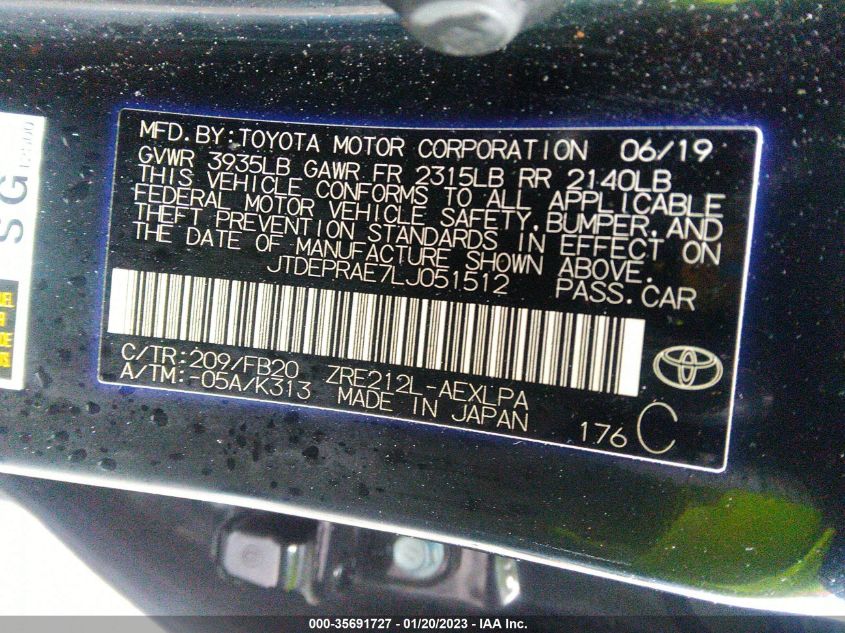 MFD.BY:TOYOTA MOTOR CORPORATION 06/19
GVWR 3935LB GAWR FR 2315LB RR 2140LB
THIS VEHICLE CONFORMS TO ALL APPLICABLE
FEDERAL MOTOR VEHICLE SAFETY,BUMPER,AND
THEFT PREVENTION STANDARDS IN EFFECT ON
THE DATE OF MANUFACTURE SHOWN ABOVE.
JTDEPRAE7LJ051512 PASS.CAR
C/TR:209/FB20 ZRE212L-AEXLPA
A/TM:-05A/K313 MADE IN JAPAN
176 C
SG
000-35691727 - 01/20/2023 - IAA Inc.